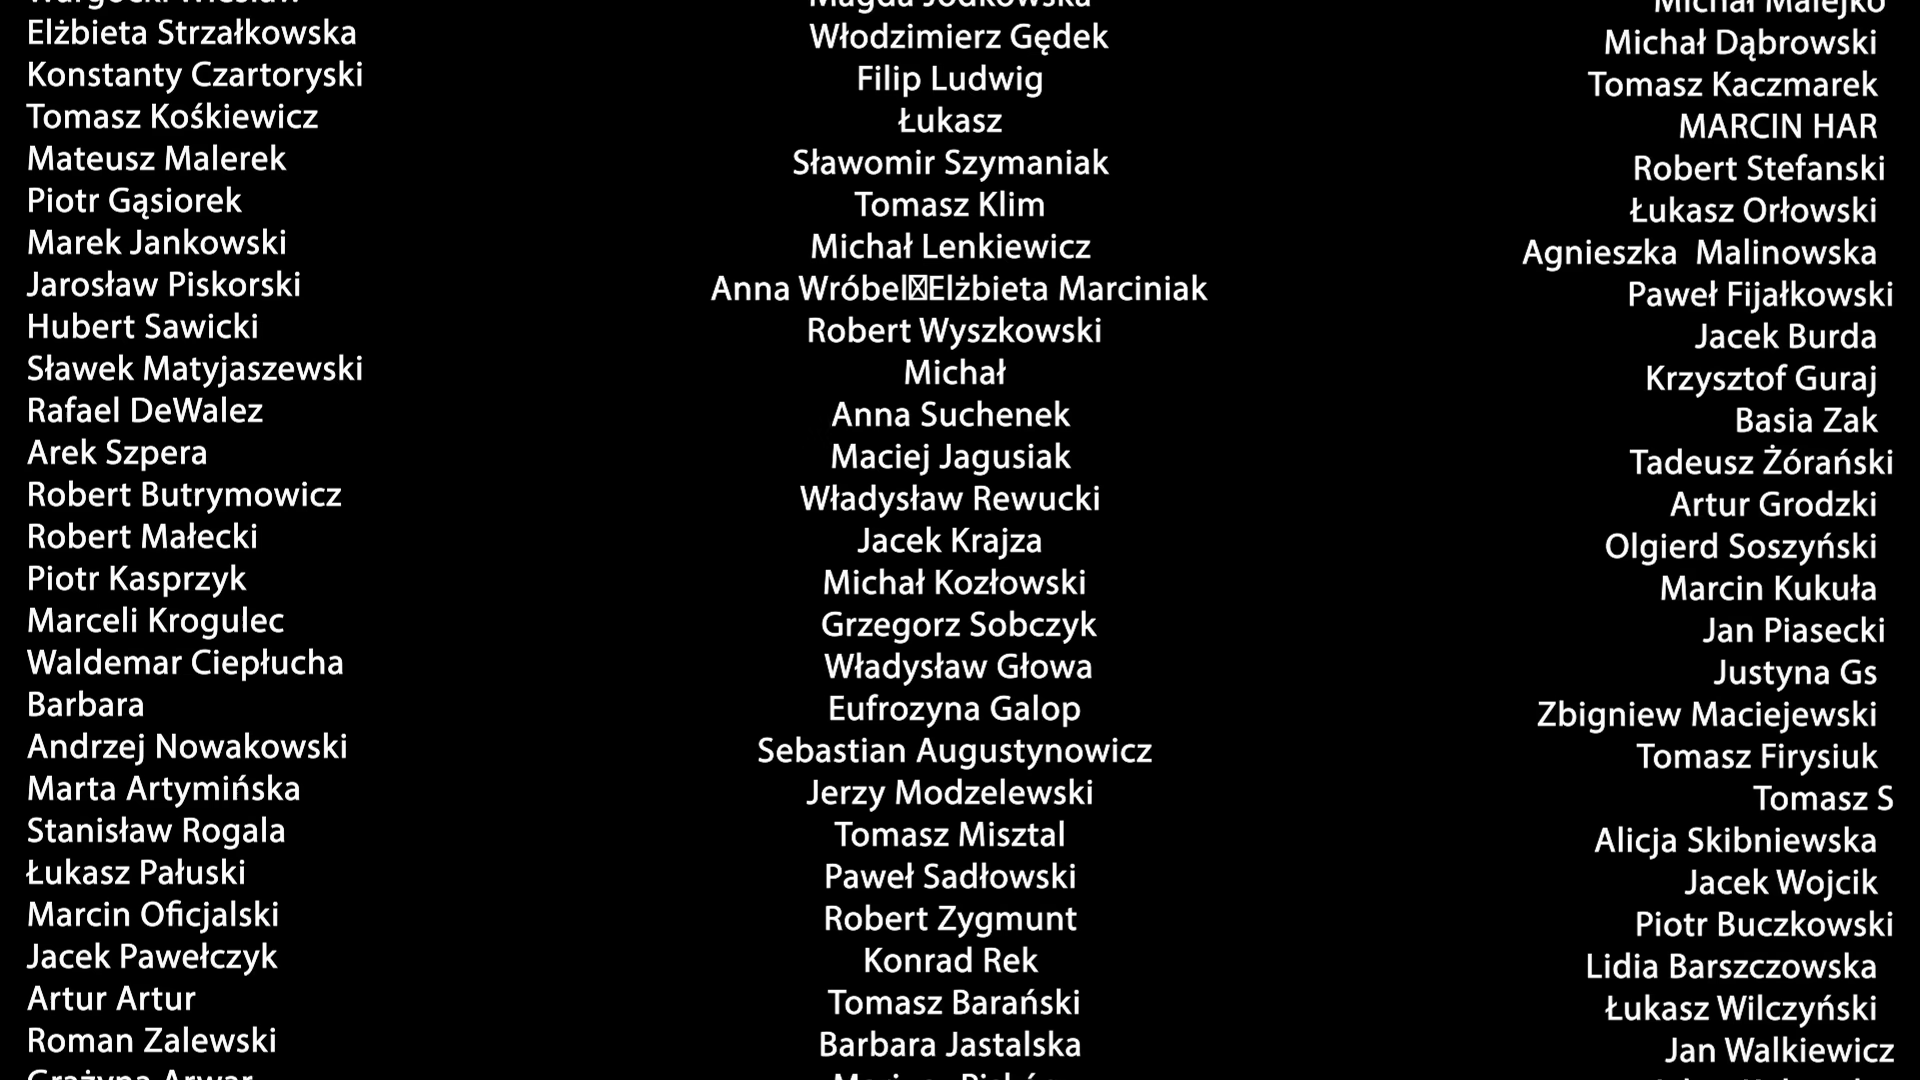 Elżbieta Strzałkowska
Konstanty Czartoryski
Tomasz Kośkiewicz
Mateusz Malerek
Piotr Gąsiorek
Marek Jankowski
Jarosław Piskorski
Hubert Sawicki
Sławek Matyjaszewski
Rafael DeWalez
Arek Szpera
Robert Butrymowicz
Robert Małecki
Piotr Kasprzyk
Marceli Krogulec
Waldemar Ciepłucha
Barbara
Andrzej Nowakowski
Marta Artymińska
Stanisław Rogala
Łukasz Pałuski
Marcin Oficjalski
Jacek Pawełczyk
Artur Artur
Roman Zalewski
Magda Jodkowska
Włodzimierz Gędek
Filip Ludwig
Łukasz
Sławomir Szymaniak
Tomasz Klim
Michał Lenkiewicz
Anna Wróbel Elżbieta Marciniak
Robert Wyszkowski
Michał
Anna Suchenek
Maciej Jagusiak
Władysław Rewucki
Jacek Krajza
Michał Kozłowski
Grzegorz Sobczyk
Władysław Głowa
Eufrozyna Galop
Sebastian Augustynowicz
Jerzy Modzelewski
Tomasz Misztal
Paweł Sadłowski
Robert Zygmunt
Konrad Rek
Tomasz Barański
Barbara Jastalska
Michał Malejko
Michał Dąbrowski
Tomasz Kaczmarek
MARCIN HAR
Robert Stefanski
Łukasz Orłowski
Agnieszka  Malinowska
Paweł Fijałkowski
Jacek Burda
Krzysztof Guraj
Basia Zak
Tadeusz Żórański
Artur Grodzki
Olgierd Soszyński
Marcin Kukuła
Jan Piasecki
Justyna Gs
Zbigniew Maciejewski
Tomasz Firysiuk
Tomasz S
Alicja Skibniewska
Jacek Wojcik
Piotr Buczkowski
Lidia Barszczowska
Łukasz Wilczyński
Jan Walkiewicz